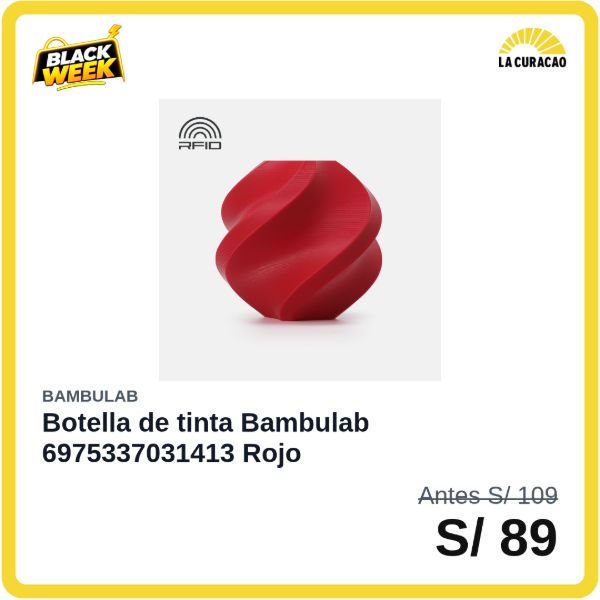 BLACK
WEEK
LA CURACAO
RFID
BAMBULAB
Botella de tinta Bambulab
6975337031413 Rojo
Antes S/ 109
S/ 89